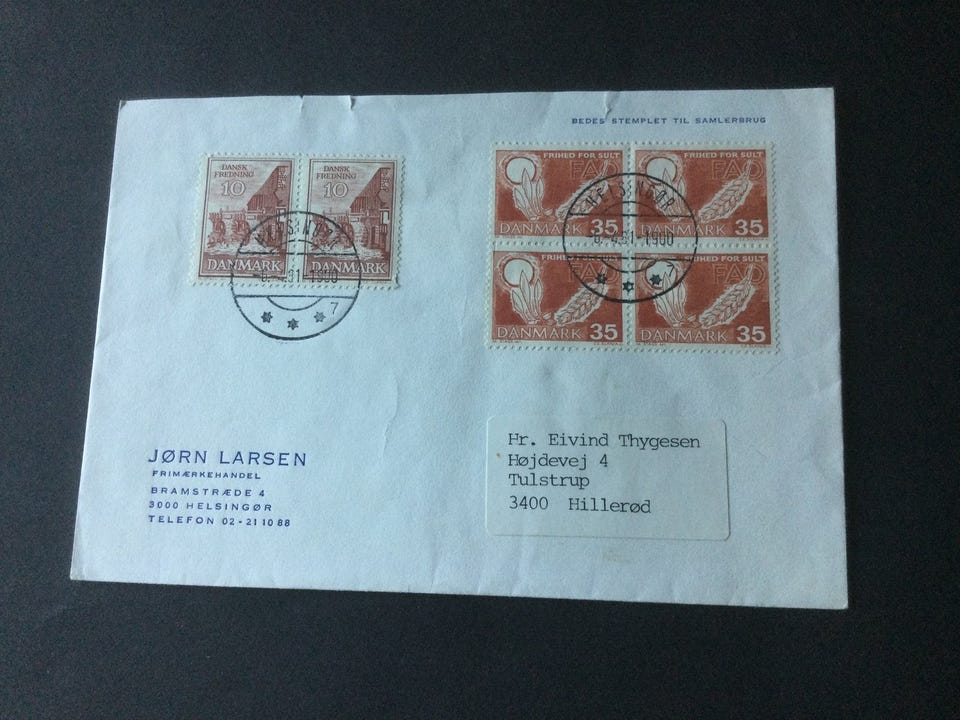 BEDES STEMPLET TIL SAMLERBRUG
DANSK
FREDNING
10
DANMARK
DANSK
FREDNING
10
DANMARK
HELSINGØR
7
FRIHED FOR SULT
FAO
DANMARK 35
FRIHED FOR SULT
FAO
DANMARK 35
FRIHED FOR SULT
FAO
DANMARK 35
FRIHED FOR SULT
FAO
DANMARK 35
HELSINGØR
7
JØRN LARSEN
FRIMÆRKEHANDEL
BRAMSTRÆDE 4
3000 HELSINGØR
TELEFON 02 - 21 10 88
Hr. Eivind Thygesen
Højdevej 4
Tulstrup
3400 Hillerød